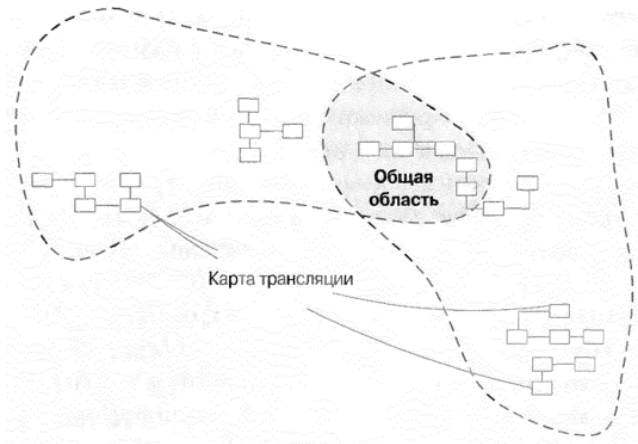 Общая
область
Карта трансляции